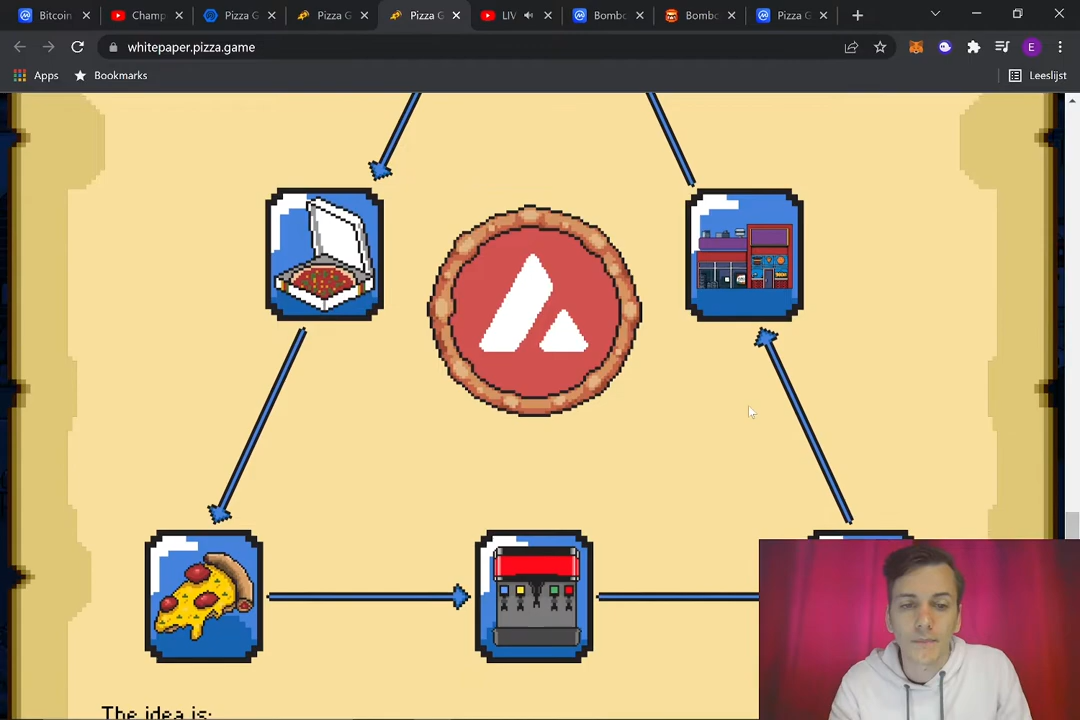 Bitcoin
Champ
Pizza G
Pizza G
Pizza G
LIV
Bombc
Bombc
Pizza G
whitepaper.pizza.game
E
Apps
Bookmarks
Leeslijst
The idea is: